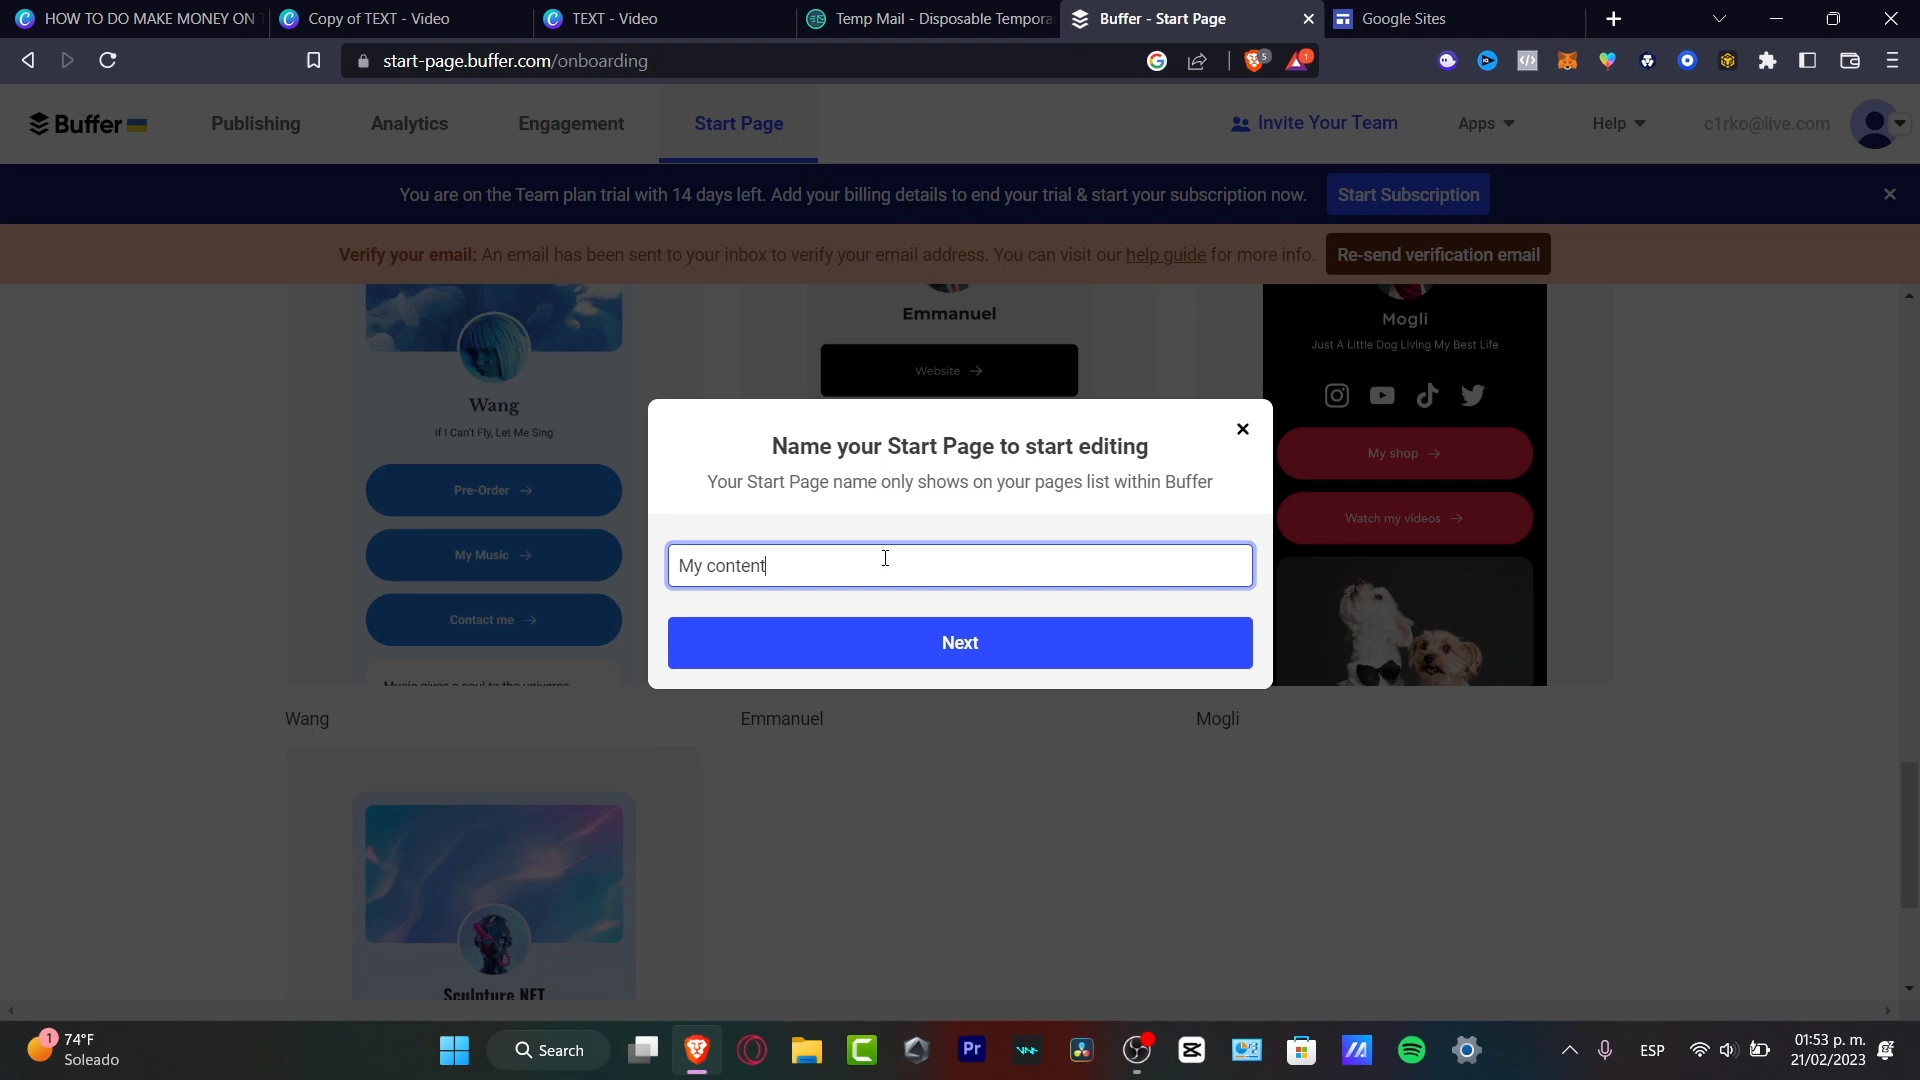 HOW TO DO MAKE MONEY ON
Copy of TEXT - Video
TEXT - Video
Temp Mail - Disposable Tempora
Buffer - Start Page
Google Sites
start-page.buffer.com/onboarding
5
1
Buffer
Publishing
Analytics
Engagement
Start Page
Invite Your Team
Apps
Help
c1rko@live.com
You are on the Team plan trial with 14 days left. Add your billing details to end your trial & start your subscription now.
Start Subscription
Verify your email: An email has been sent to your inbox to verify your email address. You can visit our help guide for more info.
Re-send verification email
Wang
If I Can't Fly, Let Me Sing
Pre-Order →
My Music →
Contact me →
Music gives a soul to the universe
Emmanuel
Website →
Mogli
Just A Little Dog Living My Best Life
My shop →
Watch my videos →
Name your Start Page to start editing
Your Start Page name only shows on your pages list within Buffer
My content
Next
Wang
Emmanuel
Mogli
Sculpture NFT
1
74°F
Soleado
Search
Pr
ESP
01:53 p. m.
21/02/2023